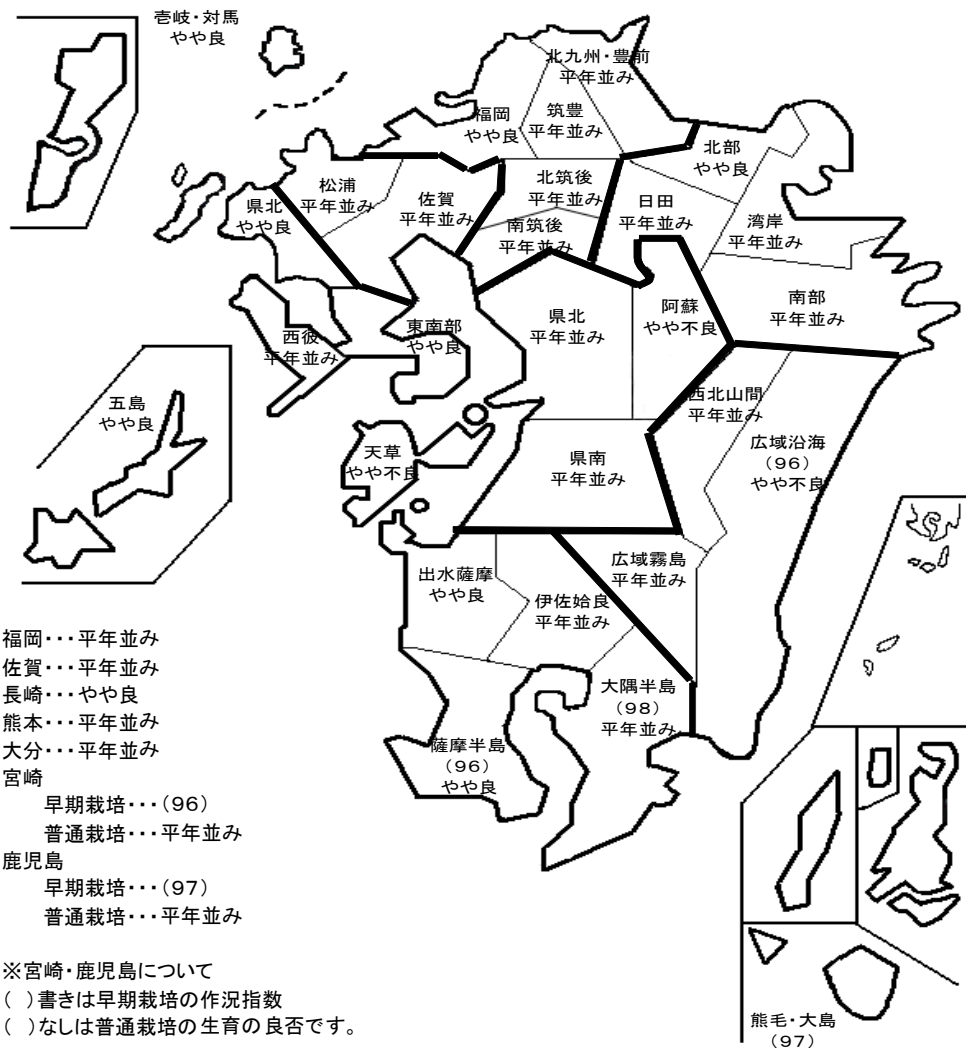 壱岐・対馬
やや良
北九州・豊前
平年並み
筑豊
平年並み
福岡
やや良
北部
やや良
松浦
平年並み
佐賀
平年並み
北筑後
平年並み
日田
平年並み
県北
やや良
南筑後
平年並み
湾岸
平年並み
南部
平年並み
阿蘇
やや不良
県北
平年並み
東南部
やや良
西彼
平年並み
五島
やや良
西北山間
平年並み
広域沿海
(96)
やや不良
天草
やや不良
県南
平年並み
広域霧島
平年並み
出水薩摩
やや良
伊佐姶良
平年並み
大隅半島
(98)
平年並み
薩摩半島
(96)
やや良
福岡・・・平年並み
佐賀・・・平年並み
長崎・・・やや良
熊本・・・平年並み
大分・・・平年並み
宮崎
早期栽培・・・(96)
普通栽培・・・平年並み
鹿児島
早期栽培・・・(97)
普通栽培・・・平年並み
※宮崎・鹿児島について
( )書きは早期栽培の作況指数
( )なしは普通栽培の生育の良否です。
熊毛・大島
(97)